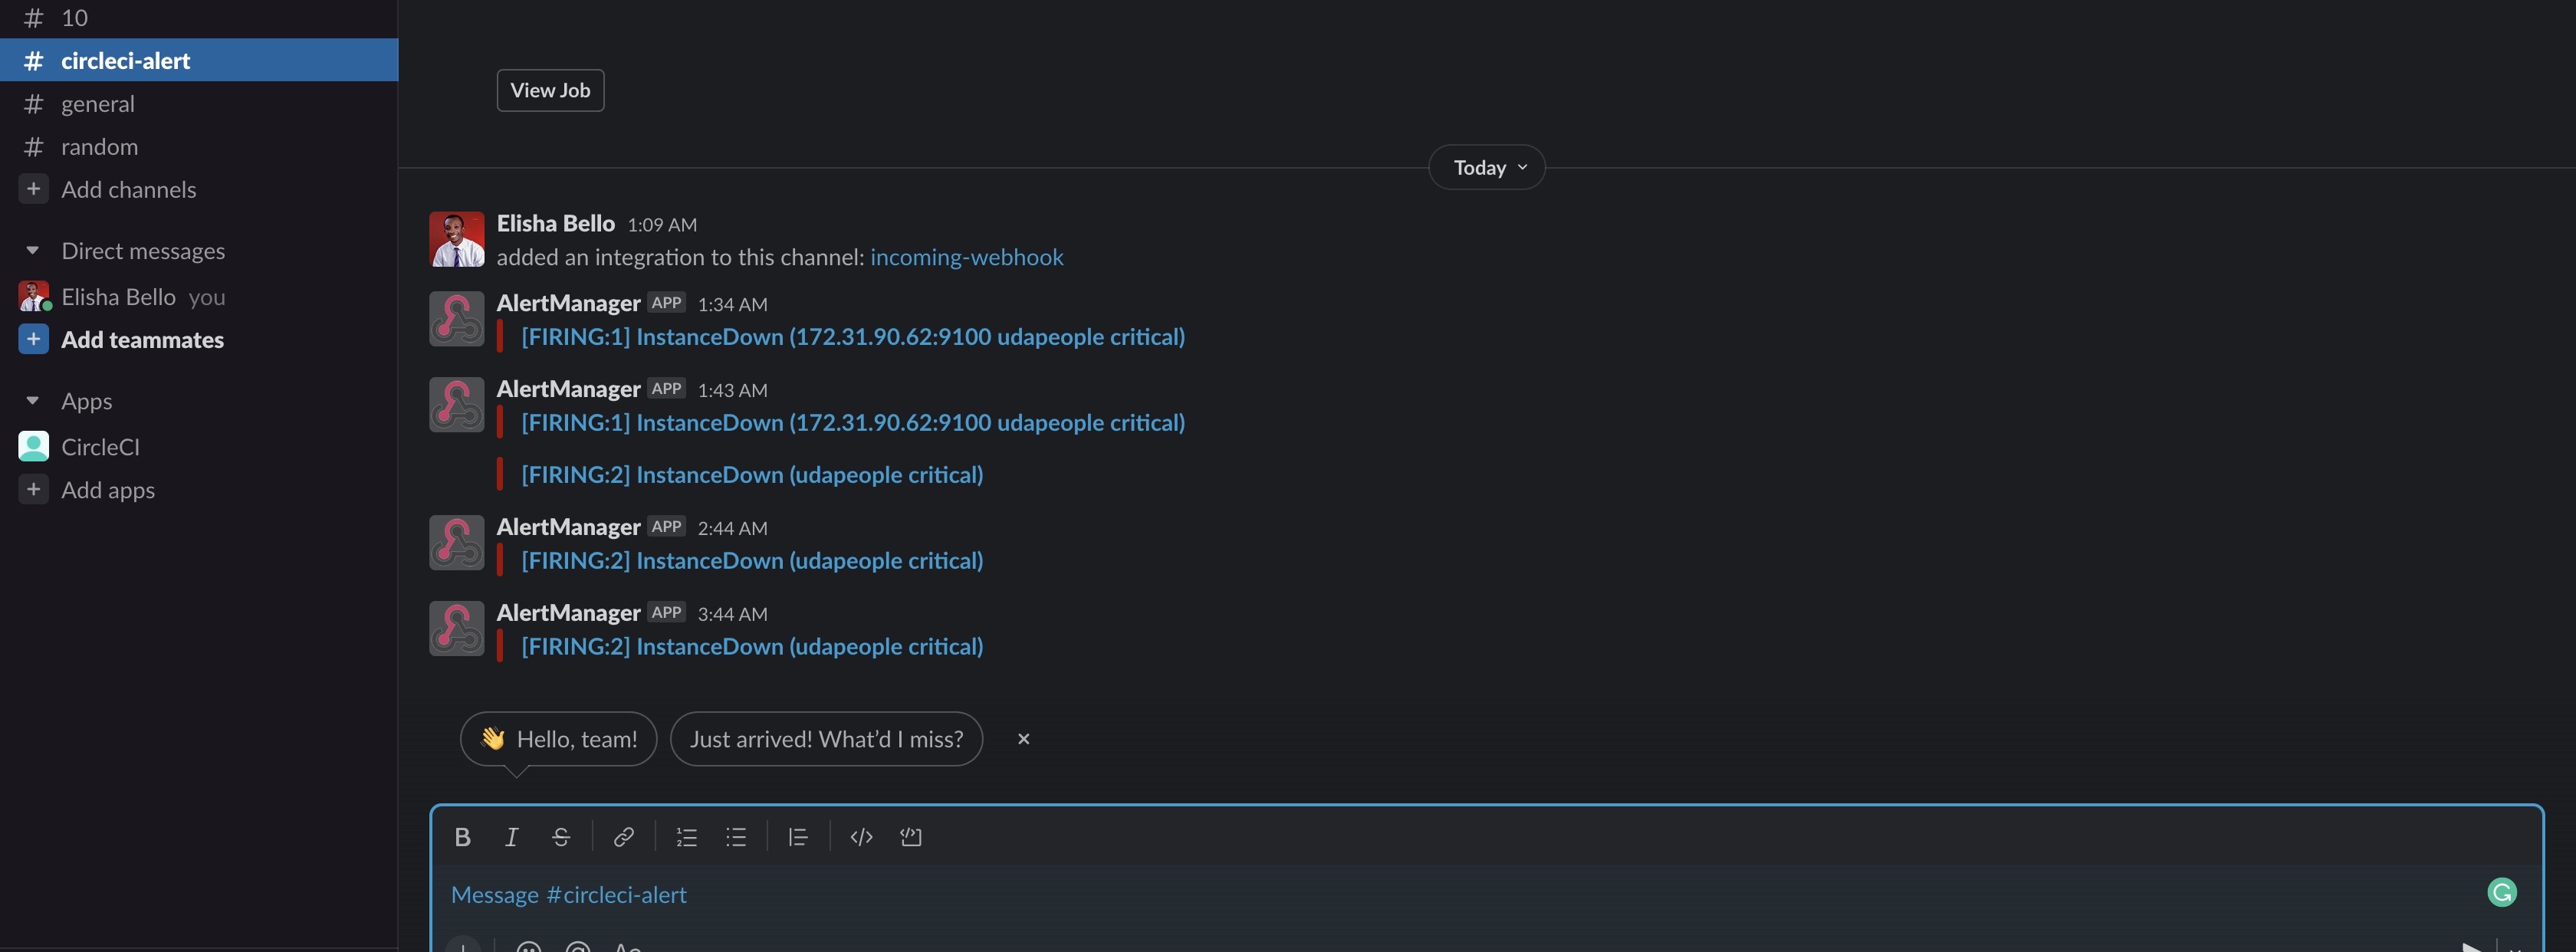 # 10
# circleci-alert
# general
# random
+ Add channels
Direct messages
Elisha Bello you
+ Add teammates
Apps
CircleCI
+ Add apps
View Job
Today
Elisha Bello 1:09 AM
added an integration to this channel: incoming-webhook
AlertManager APP 1:34 AM
[FIRING:1] InstanceDown (172.31.90.62:9100 udapeople critical)
AlertManager APP 1:43 AM
[FIRING:1] InstanceDown (172.31.90.62:9100 udapeople critical)
[FIRING:2] InstanceDown (udapeople critical)
AlertManager APP 2:44 AM
[FIRING:2] InstanceDown (udapeople critical)
AlertManager APP 3:44 AM
[FIRING:2] InstanceDown (udapeople critical)
👋 Hello, team! Just arrived! What’d I miss? ×
B I S </>
Message #circleci-alert
@ Aa